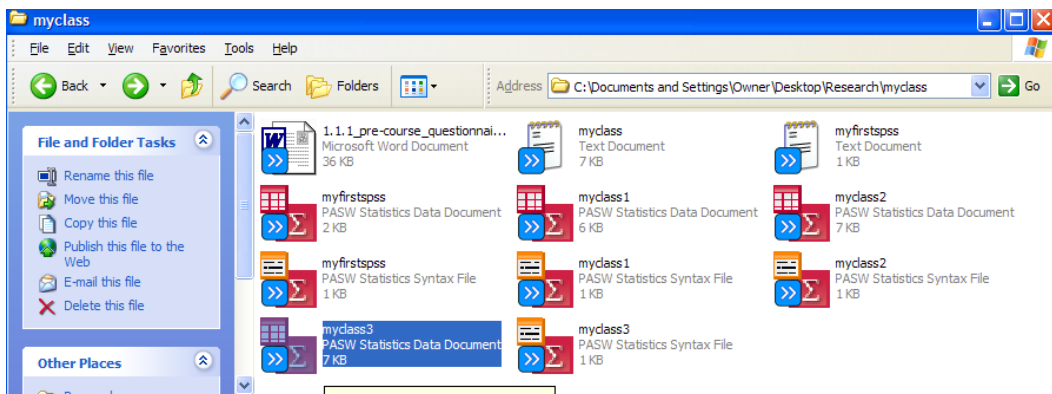 myclass
File Edit View Favorites Tools Help
Back Search Folders Address C:\Documents and Settings\Owner\Desktop\Research\myclass Go
File and Folder Tasks
Rename this file
Move this file
Copy this file
Publish this file to the
Web
E-mail this file
Delete this file
Other Places
1.1.1_pre-course_questionnai...
Microsoft Word Document
36 KB
myclass
Text Document
7 KB
myfirstspss
Text Document
1 KB
myfirstspss
PASW Statistics Data Document
2 KB
myclass1
PASW Statistics Data Document
6 KB
myclass2
PASW Statistics Data Document
7 KB
myfirstspss
PASW Statistics Syntax File
1 KB
myclass1
PASW Statistics Syntax File
1 KB
myclass2
PASW Statistics Syntax File
1 KB
myclass3
PASW Statistics Data Document
7 KB
myclass3
PASW Statistics Syntax File
1 KB